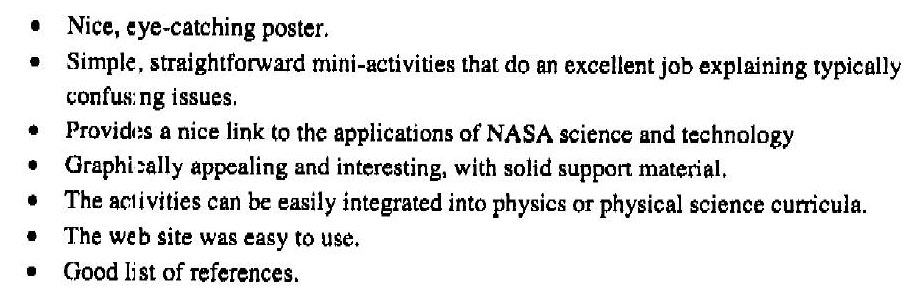 • Nice, eye-catching poster.
• Simple, straightforward mini-activities that do an excellent job explaining typically
confusing issues.
• Provides a nice link to the applications of NASA science and technology
• Graphically appealing and interesting, with solid support material.
• The activities can be easily integrated into physics or physical science curricula.
• The web site was easy to use.
• Good list of references.